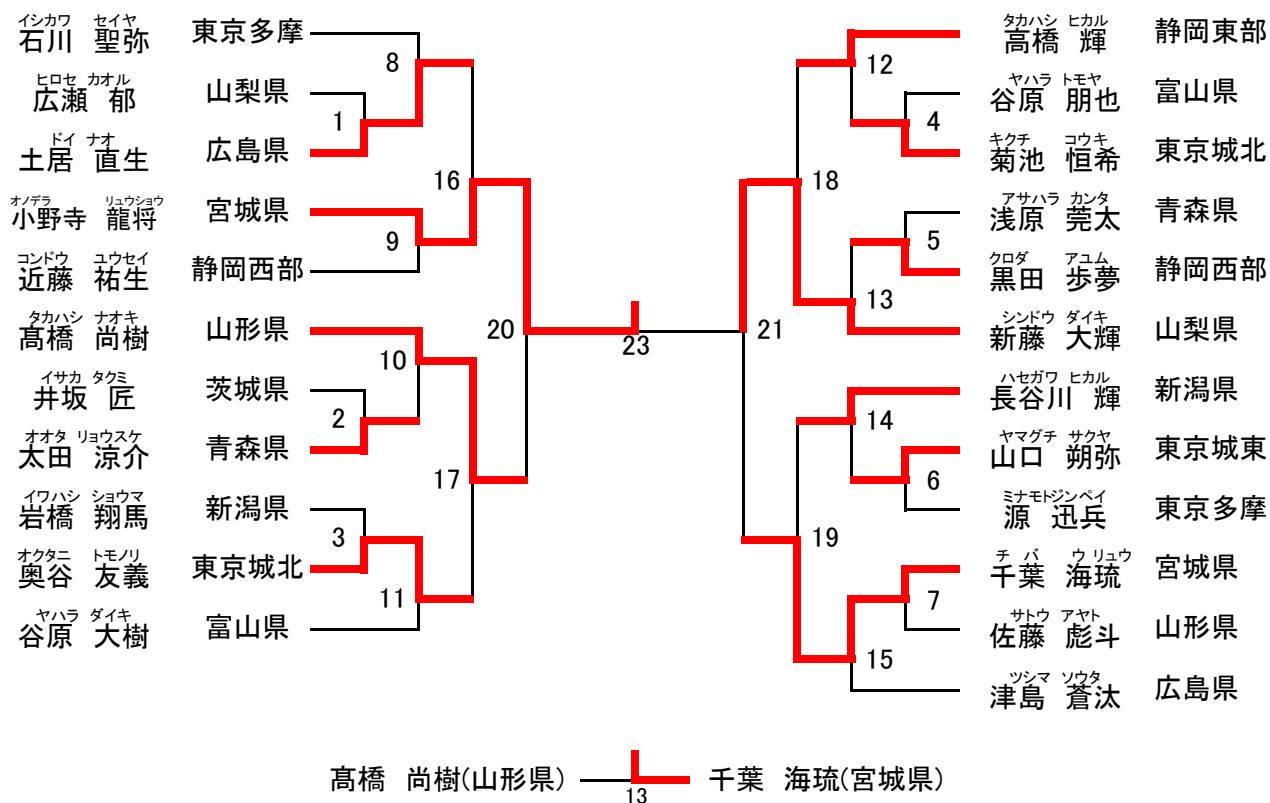 イシカワ セイヤ
石川 聖弥 東京多摩
ヒロセ カオル
広瀬 郁 山梨県
ドイ ナオ
土居 直生 広島県
オノデラ リュウショウ
小野寺 龍将 宮城県
コンドウ ユウセイ
近藤 祐生 静岡西部
タカハシ ナオキ
髙橋 尚樹 山形県
イサカ タクミ
井坂 匠 茨城県
オオタ リョウスケ
太田 涼介 青森県
イワハシ ショウマ
岩橋 翔馬 新潟県
オクタニ トモノリ
奥谷 友義 東京城北
ヤハラ ダイキ
谷原 大樹 富山県
8
1
16
9
20
10
2
17
3
11
23
タカハシ ヒカル
高橋 輝 静岡東部
ヤハラ トモヤ
谷原 朋也 富山県
キクチ コウキ
菊池 恒希 東京城北
アサハラ カンタ
浅原 莞太 青森県
クロダ アユム
黒田 歩夢 静岡西部
シンドウ ダイキ
新藤 大輝 山梨県
ハセガワ ヒカル
長谷川 輝 新潟県
ヤマグチ サクヤ
山口 朔弥 東京城東
ミナモトジンペイ
源 迅兵 東京多摩
チバ ウリュウ
千葉 海琉 宮城県
サトウ アヤト
佐藤 彪斗 山形県
ツシマ ソウタ
津島 蒼汰 広島県
12
4
18
5
13
21
14
6
19
7
15
髙橋 尚樹(山形県) 千葉 海琉(宮城県)
13